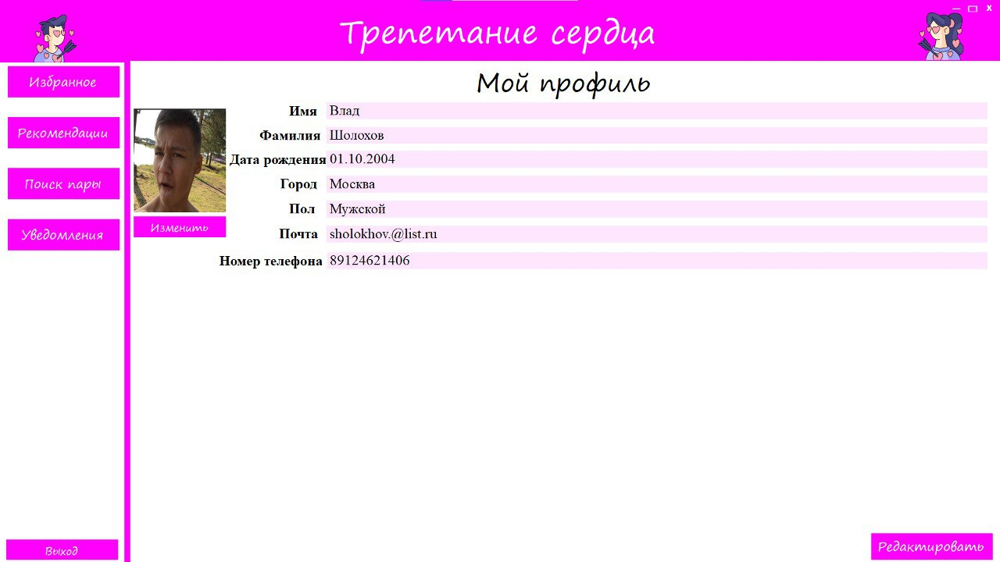 Трепетание сердца
Избранное
Рекомендации
Поиск пары
Уведомления
Выход
Мой профиль
Изменить
Имя Влад
Фамилия Шолохов
Дата рождения 01.10.2004
Город Москва
Пол Мужской
Почта sholokhov.@list.ru
Номер телефона 89124621406
Редактировать